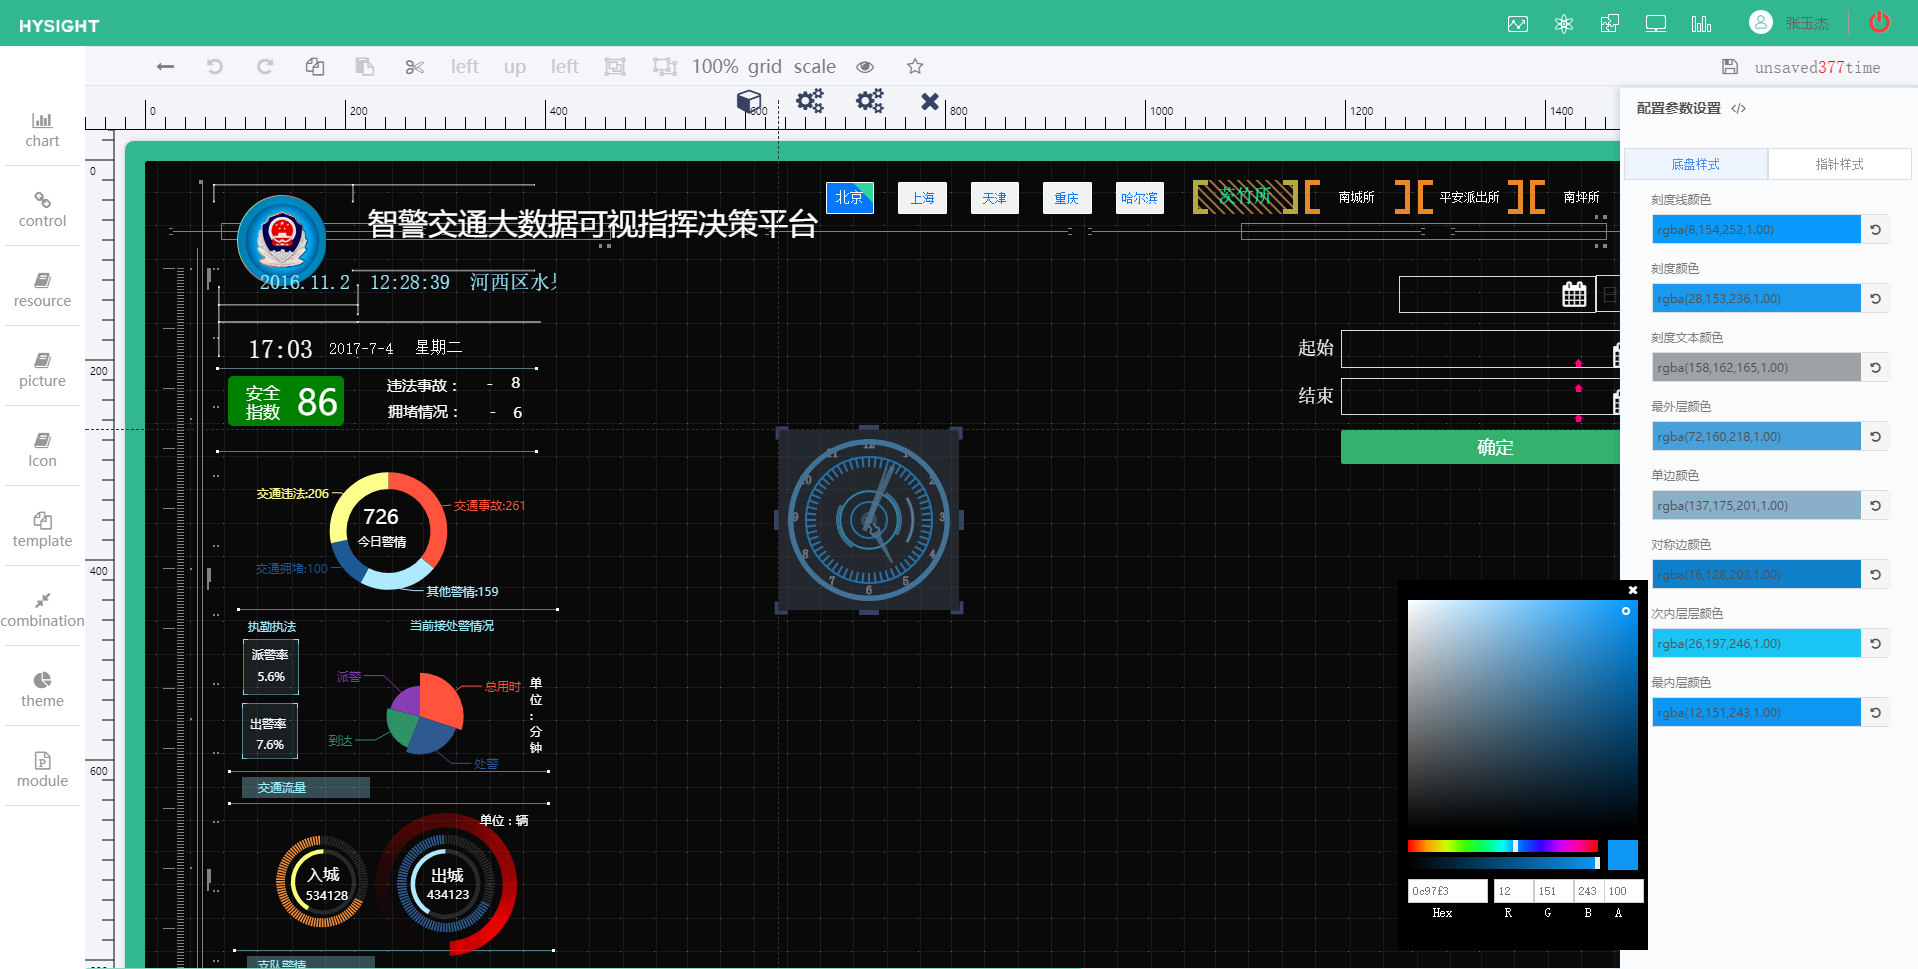 HYSIGHT
张玉杰
left up left 100% grid scale
unsaved377time
0 200 400 600 800 1000 1200 1400
配置参数设置 </>
chart
control
resource
picture
Icon
template
combination
theme
module
0
200
400
600
底盘样式 指针样式
刻度线颜色
rgba(8,154,252,1.00)
刻度颜色
rgba(28,153,236,1.00)
刻度文本颜色
rgba(158,162,165,1.00)
最外层颜色
rgba(72,160,218,1.00)
单边颜色
rgba(137,175,201,1.00)
对称边颜色
rgba(16,128,203,1.00)
次内层层颜色
rgba(26,197,246,1.00)
最内层颜色
rgba(12,151,243,1.00)
北京 上海 天津 重庆 哈尔滨 茨竹所 南城所 平安派出所 南坪所
智警交通大数据可视指挥决策平台
2016.11.2 12:28:39 河西区水
17:03 2017-7-4 星期二
安全指数 86
违法事故： - 8
拥堵情况： - 6
起始
结束
确定
交通违法:206
交通事故:261
726
今日警情
交通拥堵:100
其他警情:159
12 1 2 3 4 5 6 7 8 9 10 11
执勤执法 当前接处警情况
派警率
5.6%
出警率
7.6%
派警 总用时
到达 处警
单位:分钟
交通流量
单位：辆
入城
534128
出城
434123
支队警情
0c97f3 12 151 243 100
Hex R G B A